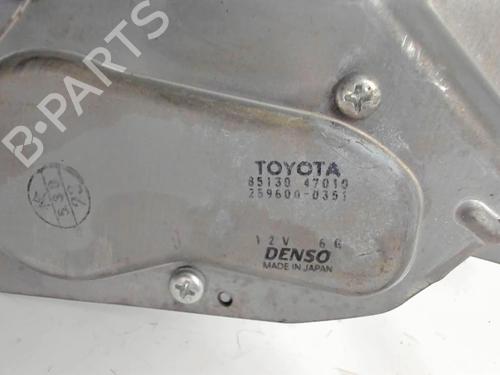 B-PARTS
TOYOTA
85130 47010
259600-0351
12V 6G
DENSO
MADE IN JAPAN